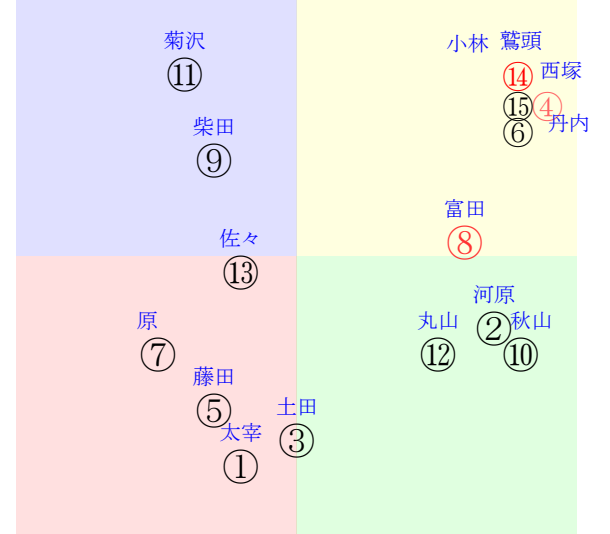 菊沢
⑪
小林 鷲頭
⑭ 西塚
⑮ ④
⑥ 丹内
柴田
⑨
富田
⑧
佐々
⑬
河原
②
原
⑦
丸山
⑫
秋山
⑩
藤田
⑤
太宰
①
土田
③